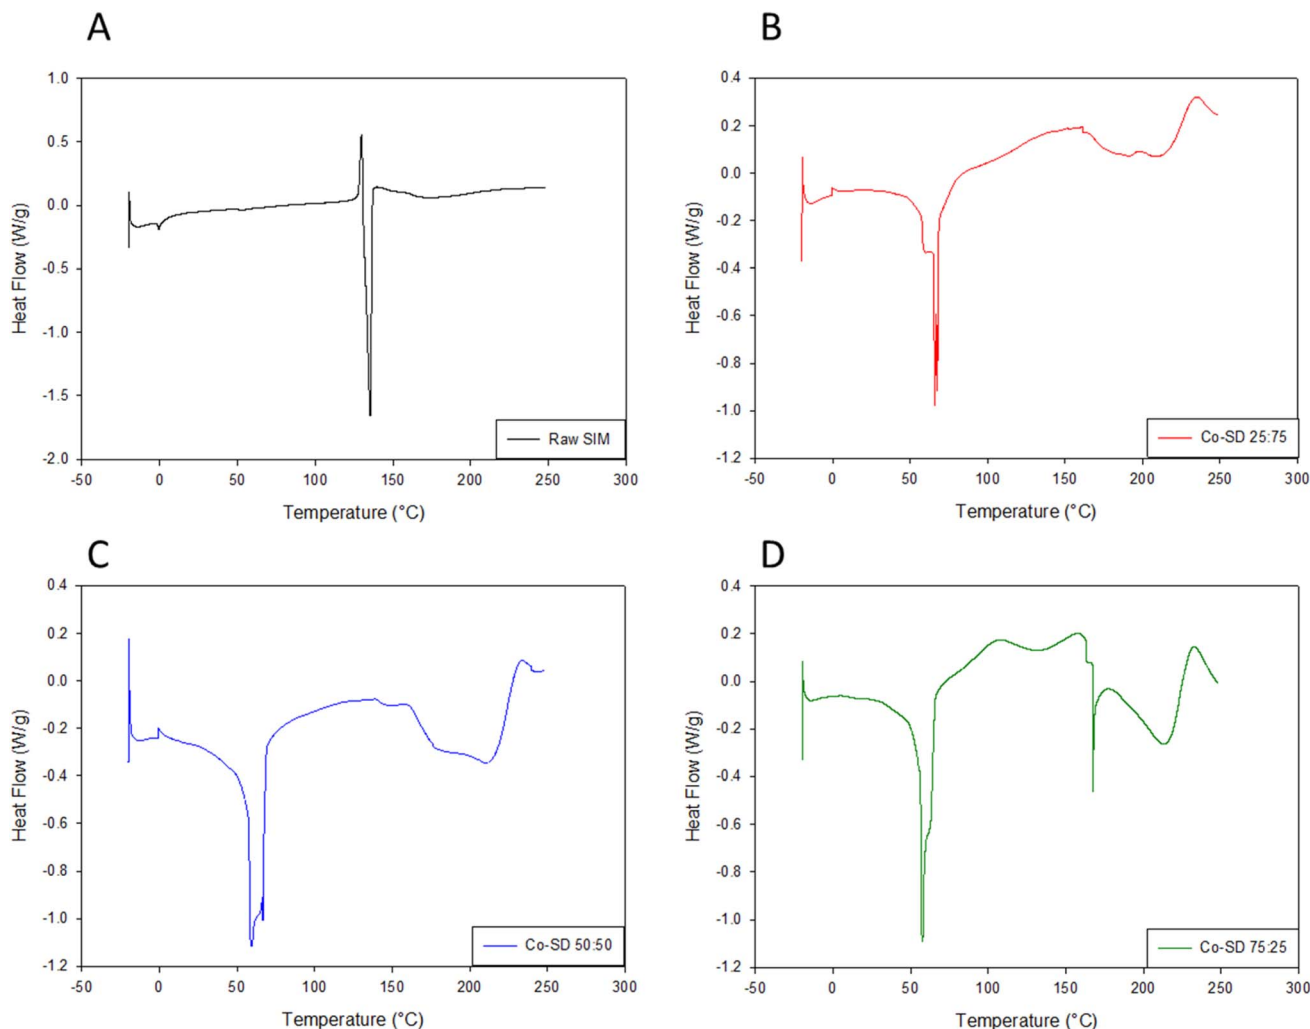 A
1.0
0.5
0.0
-0.5
-1.0
-1.5
-2.0
Heat Flow (W/g)
-50 0 50 100 150 200 250 300
Temperature (°C)
Raw SIM
B
0.4
0.2
0.0
-0.2
-0.4
-0.6
-0.8
-1.0
-1.2
Heat Flow (W/g)
-50 0 50 100 150 200 250 300
Temperature (°C)
Co-SD 25:75
C
0.4
0.2
0.0
-0.2
-0.4
-0.6
-0.8
-1.0
-1.2
Heat Flow (W/g)
-50 0 50 100 150 200 250 300
Temperature (°C)
Co-SD 50:50
D
0.4
0.2
0.0
-0.2
-0.4
-0.6
-0.8
-1.0
-1.2
Heat Flow (W/g)
-50 0 50 100 150 200 250 300
Temperature (°C)
Co-SD 75:25